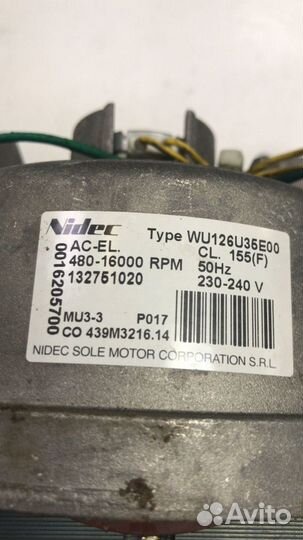 Nidec Type WU126U35E00
AC-EL. CL. 155(F)
480-16000 RPM 50Hz
132751020 230-240 V
0016205700
MU3-3 P017
CO 439M3216.14
NIDEC SOLE MOTOR CORPORATION S.R.L
Avito